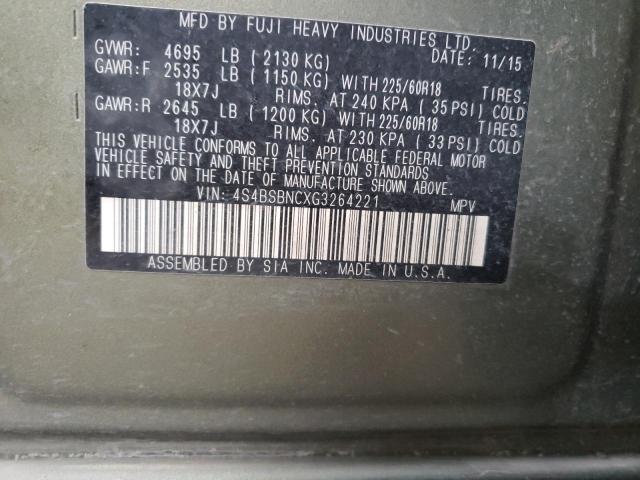 MFD BY FUJI HEAVY INDUSTRIES LTD.
GVWR: 4695 LB (2130 KG) DATE: 11/15
GAWR:F 2535 LB (1150 KG) WITH 225/60R18 TIRES.
18X7J RIMS. AT 240 KPA (35 PSI) COLD
GAWR:R 2645 LB (1200 KG) WITH 225/60R18 TIRES.
18X7J RIMS. AT 230 KPA (33 PSI) COLD
THIS VEHICLE CONFORMS TO ALL APPLICABLE FEDERAL MOTOR
VEHICLE SAFETY AND THEFT PREVENTION STANDARDS
IN EFFECT ON THE DATE OF MANUFACTURE SHOWN ABOVE.
VIN: 4S4BSBNCXG3264221 MPV
ASSEMBLED BY SIA INC. MADE IN U.S.A.